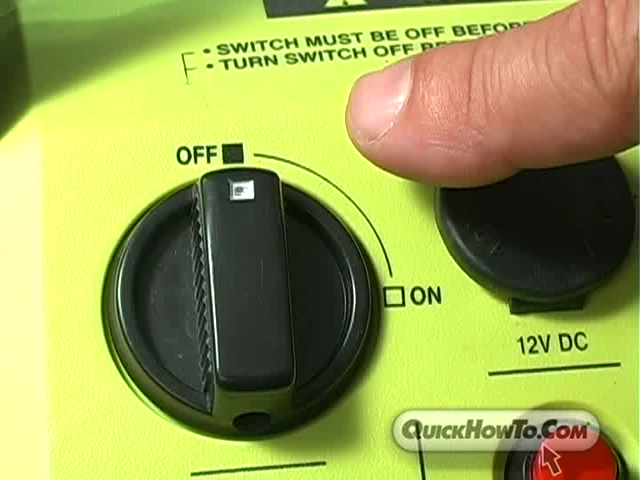 • SWITCH MUST BE OFF BEFORE
• TURN SWITCH OFF
OFF
ON
12V DC
QUICKHOWTO.COM